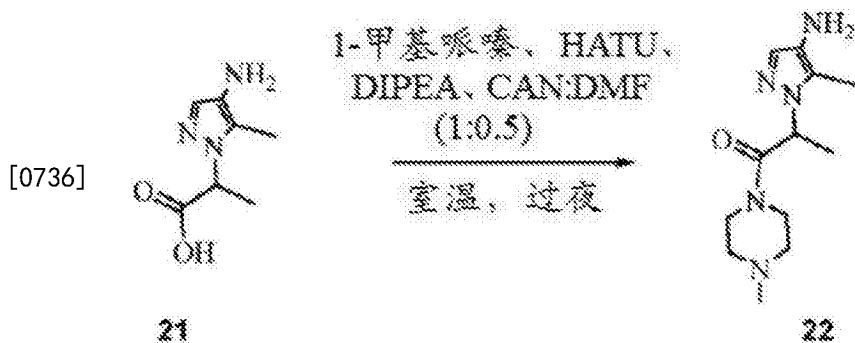 [0736]
NH₂
N
N
O
OH
21
1-甲基哌嗪、HATU、
DIPEA、CAN:DMF
(1:0.5)
室温，过夜
NH₂
N
N
O
N
N
22